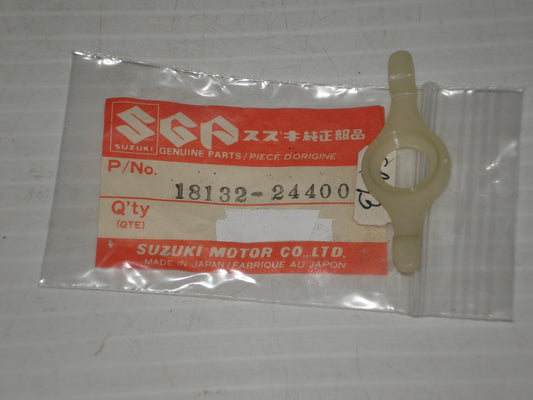 SGP スズキ純正部品
SUZUKI GENUINE PARTS/PIECE D'ORIGINE
P/No.
18132-24400
Q'ty
(QTE)
SUZUKI MOTOR CO.,LTD.
MADE IN JAPAN/FABRIQUÉ AU JAPON